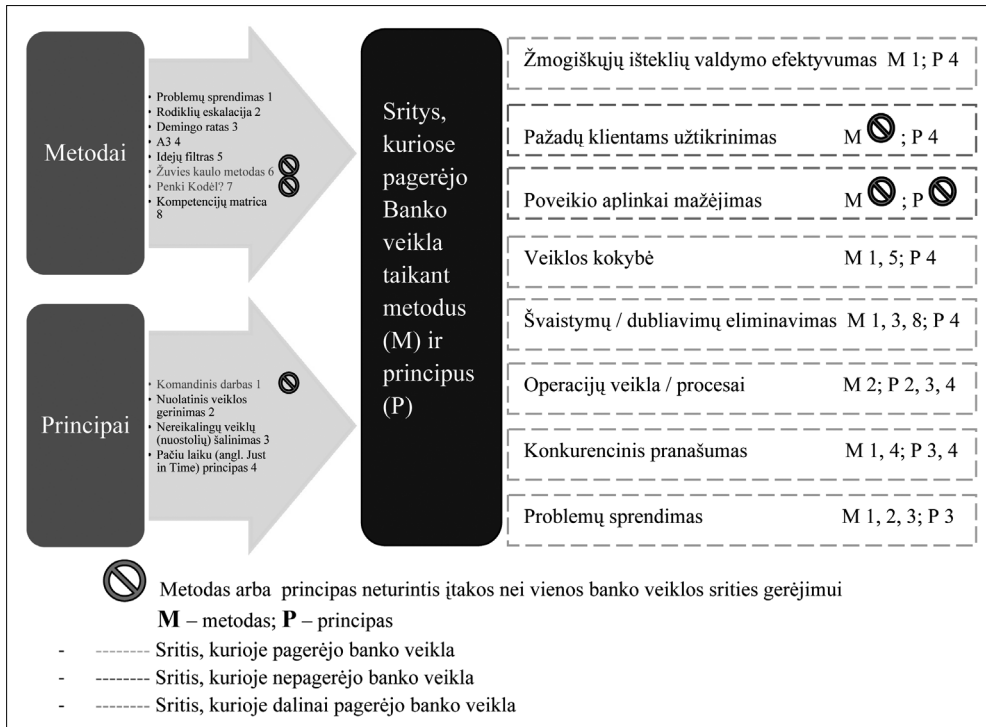 Metodai
• Problemų sprendimas 1
• Rodiklių eskalacija 2
• Demingo ratas 3
• A3 4
• Idėjų filtras 5
• Žuvies kaulo metodas 6
• Penki Kodėl? 7
• Kompetencijų matrica
8
Principai
• Komandinis darbas 1
• Nuolatinis veiklos
gerinimas 2
• Nereikalingų veiklų
(nuostolių) šalinimas 3
• Pačiu laiku (angl. Just
in Time) principas 4
Sritys,
kuriose
pagerėjo
Banko
veikla
taikant
metodus
(M) ir
principus
(P)
Žmogiškųjų išteklių valdymo efektyvumas M 1; P 4
Pažadų klientams užtikrinimas M ; P 4
Poveikio aplinkai mažėjimas M ; P
Veiklos kokybė M 1, 5; P 4
Švaistymų / dubliavimų eliminavimas M 1, 3, 8; P 4
Operacijų veikla / procesai M 2; P 2, 3, 4
Konkurencinis pranašumas M 1, 4; P 3, 4
Problemų sprendimas M 1, 2, 3; P 3
Metodas arba principas neturintis įtakos nei vienos banko veiklos srities gerėjimui
M – metodas; P – principas
- -------- Sritis, kurioje pagerėjo banko veikla
- -------- Sritis, kurioje nepagerėjo banko veikla
- -------- Sritis, kurioje dalinai pagerėjo banko veikla